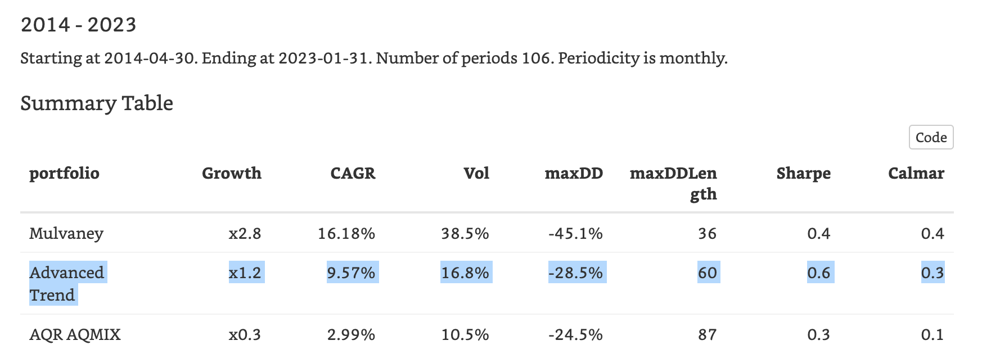 2014 - 2023
Starting at 2014-04-30. Ending at 2023-01-31. Number of periods 106. Periodicity is monthly.
Summary Table
Code
portfolio Growth CAGR Vol maxDD maxDDLen Sharpe Calmar
gth
Mulvaney x2.8 16.18% 38.5% -45.1% 36 0.4 0.4
Advanced x1.2 9.57% 16.8% -28.5% 60 0.6 0.3
Trend
AQR AQMIX x0.3 2.99% 10.5% -24.5% 87 0.3 0.1